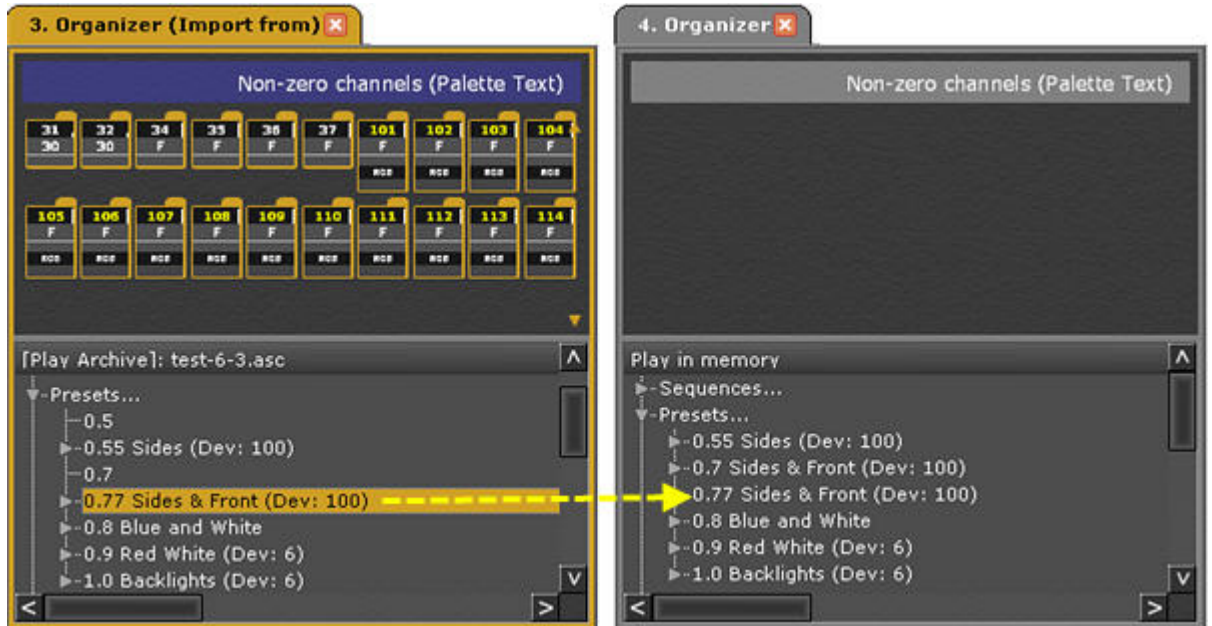 3. Organizer (Import from)
Non-zero channels (Palette Text)
31 32 34 35 36 37 101 102 103 104
30 30 F F F F F F F F
RGB RGB RGB RGB
105 106 107 108 109 110 111 112 113 114
F F F F F F F F F F
RGB RGB RGB RGB RGB RGB RGB RGB RGB RGB
[Play Archive]: test-6-3.asc
Presets...
0.5
0.55 Sides (Dev: 100)
0.7
0.77 Sides & Front (Dev: 100)
0.8 Blue and White
0.9 Red White (Dev: 6)
1.0 Backlights (Dev: 6)
4. Organizer
Non-zero channels (Palette Text)
Play in memory
Sequences...
Presets...
0.55 Sides (Dev: 100)
0.7 Sides & Front (Dev: 100)
0.77 Sides & Front (Dev: 100)
0.8 Blue and White
0.9 Red White (Dev: 6)
1.0 Backlights (Dev: 6)